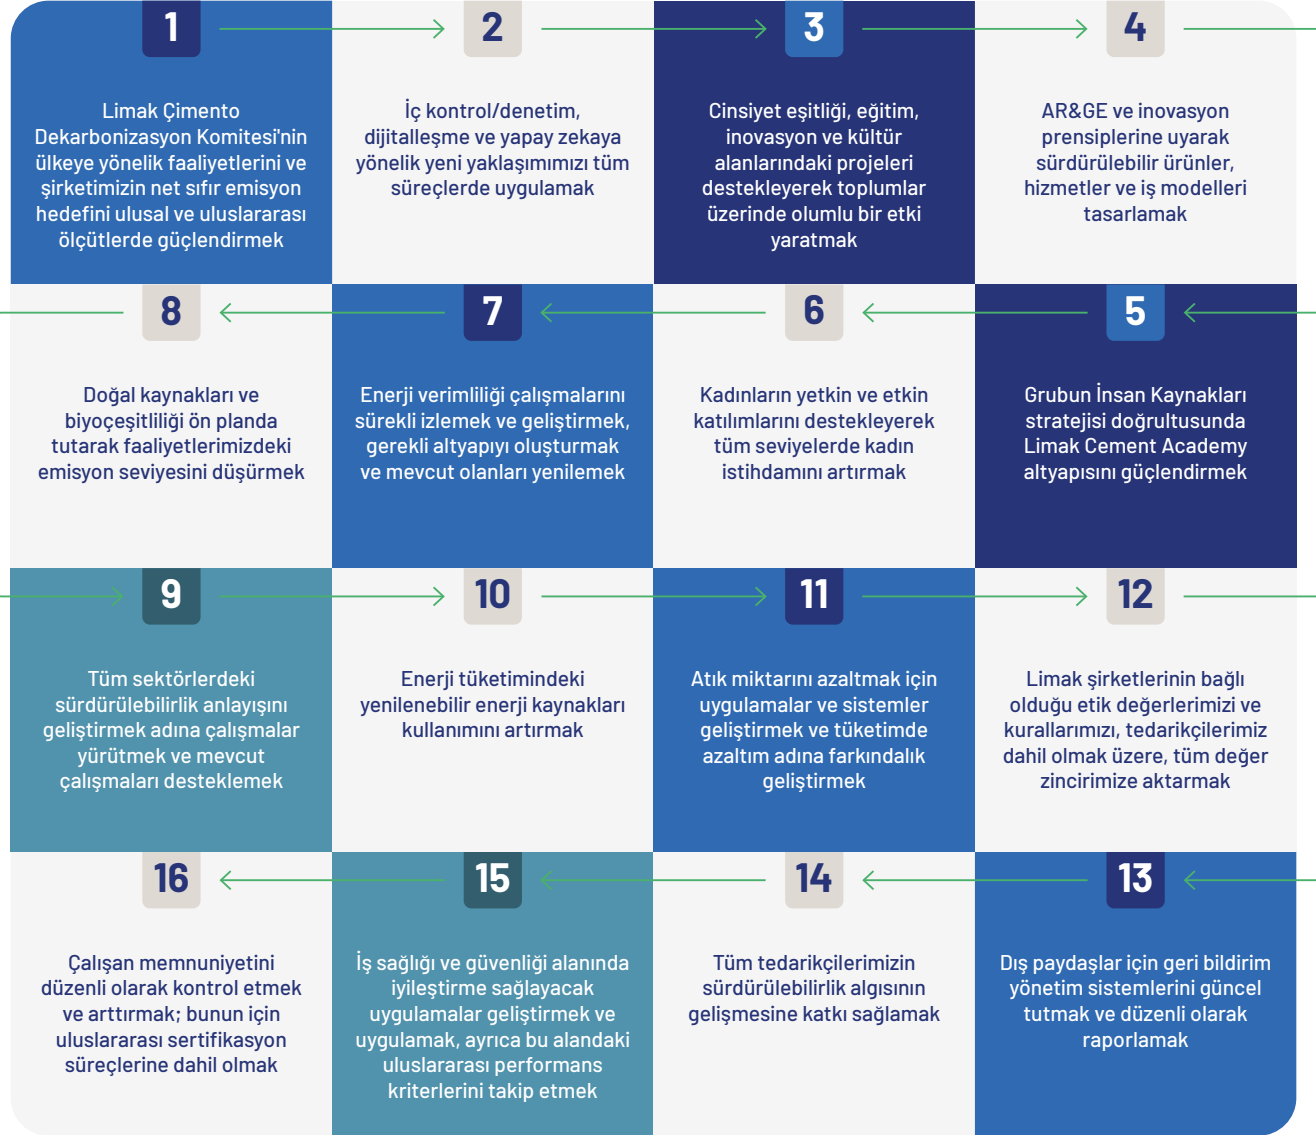 1
Limak Çimento
Dekarbonizasyon Komitesi'nin
ülkeye yönelik faaliyetlerini ve
şirketimizin net sıfır emisyon
hedefini ulusal ve uluslararası
ölçütlerde güçlendirmek
2
İç kontrol/denetim,
dijitalleşme ve yapay zekaya
yönelik yeni yaklaşımımızı tüm
süreçlerde uygulamak
3
Cinsiyet eşitliği, eğitim,
inovasyon ve kültür
alanlarındaki projeleri
destekleyerek toplumlar
üzerinde olumlu bir etki
yaratmak
4
AR&GE ve inovasyon
prensiplerine uyarak
sürdürülebilir ürünler,
hizmetler ve iş modelleri
tasarlamak
5
Grubun İnsan Kaynakları
stratejisi doğrultusunda
Limak Cement Academy
altyapısını güçlendirmek
6
Kadınların yetkin ve etkin
katılımlarını destekleyerek
tüm seviyelerde kadın
istihdamını artırmak
7
Enerji verimliliği çalışmalarını
sürekli izlemek ve geliştirmek,
gerekli altyapıyı oluşturmak
ve mevcut olanları yenilemek
8
Doğal kaynakları ve
biyoçeşitliliği ön planda
tutarak faaliyetlerimizdeki
emisyon seviyesini düşürmek
9
Tüm sektörlerdeki
sürdürülebilirlik anlayışını
geliştirmek adına çalışmalar
yürütmek ve mevcut
çalışmaları desteklemek
10
Enerji tüketimindeki
yenilenebilir enerji kaynakları
kullanımını artırmak
11
Atık miktarını azaltmak için
uygulamalar ve sistemler
geliştirmek ve tüketimde
azaltım adına farkındalık
geliştirmek
12
Limak şirketlerinin bağlı
olduğu etik değerlerimizi ve
kurallarımızı, tedarikçilerimiz
dahil olmak üzere, tüm değer
zincirimize aktarmak
13
Dış paydaşlar için geri bildirim
yönetim sistemlerini güncel
tutmak ve düzenli olarak
raporlamak
14
Tüm tedarikçilerimizin
sürdürülebilirlik algısının
gelişmesine katkı sağlamak
15
İş sağlığı ve güvenliği alanında
iyileştirme sağlayacak
uygulamalar geliştirmek ve
uygulamak, ayrıca bu alandaki
uluslararası performans
kriterlerini takip etmek
16
Çalışan memnuniyetini
düzenli olarak kontrol etmek
ve arttırmak; bunun için
uluslararası sertifikasyon
süreçlerine dahil olmak